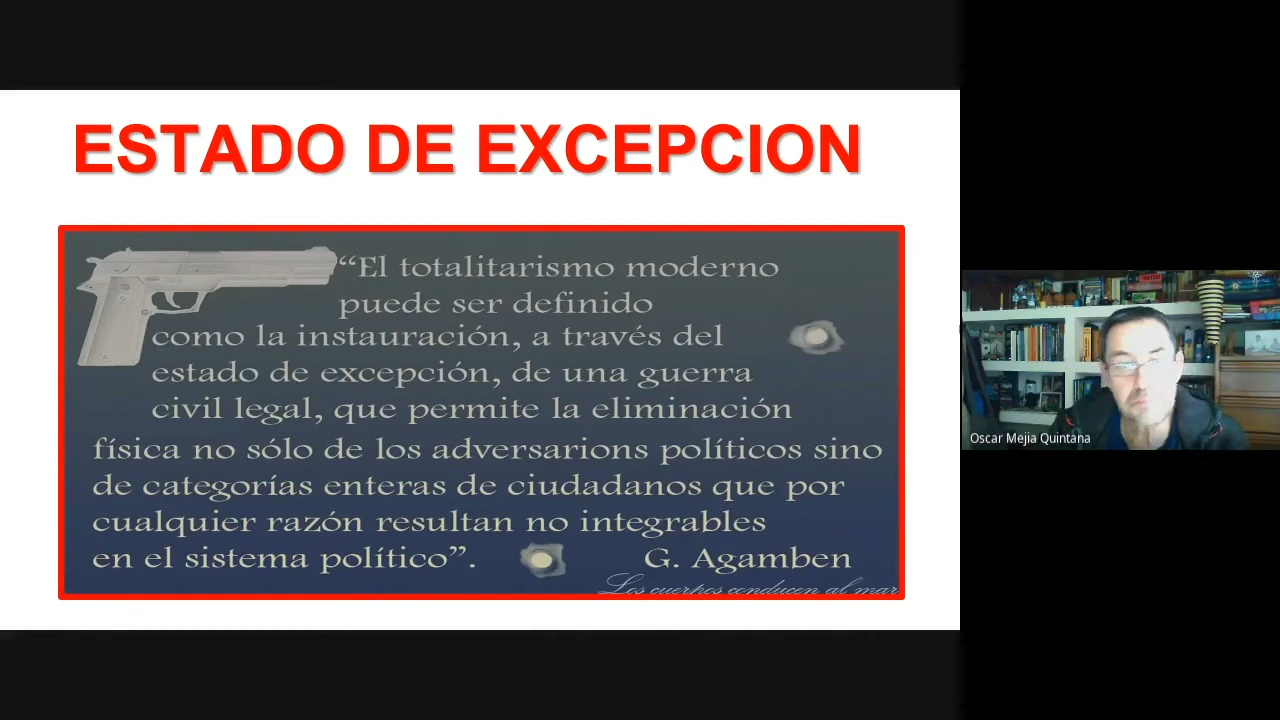 ESTADO DE EXCEPCION
“El totalitarismo moderno
puede ser definido
como la instauración, a través del
estado de excepción, de una guerra
civil legal, que permite la eliminación
física no sólo de los adversarions políticos sino
de categorías enteras de ciudadanos que por
cualquier razón resultan no integrables
en el sistema político”.
G. Agamben
Los cuerpos conducen al mar
Oscar Mejia Quintana